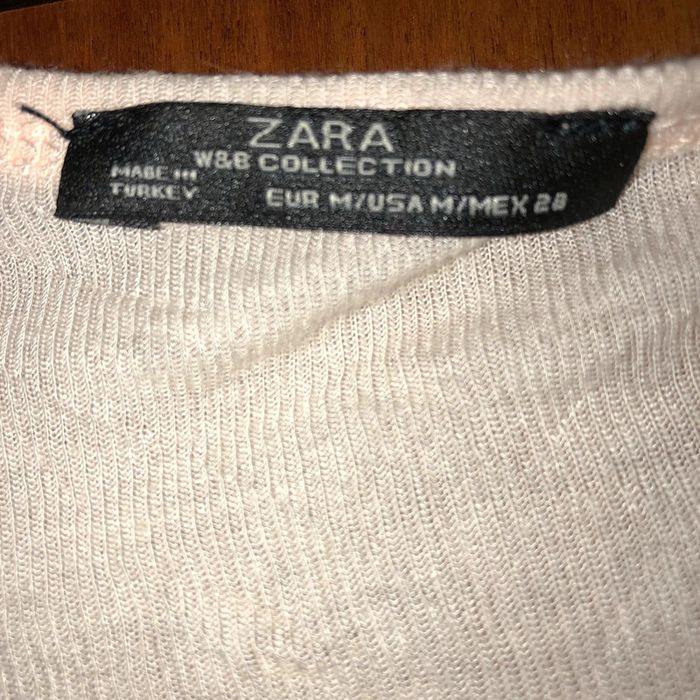 ZARA
W&B COLLECTION
MADE IN
TURKEY
EUR M/USA M/MEX 28